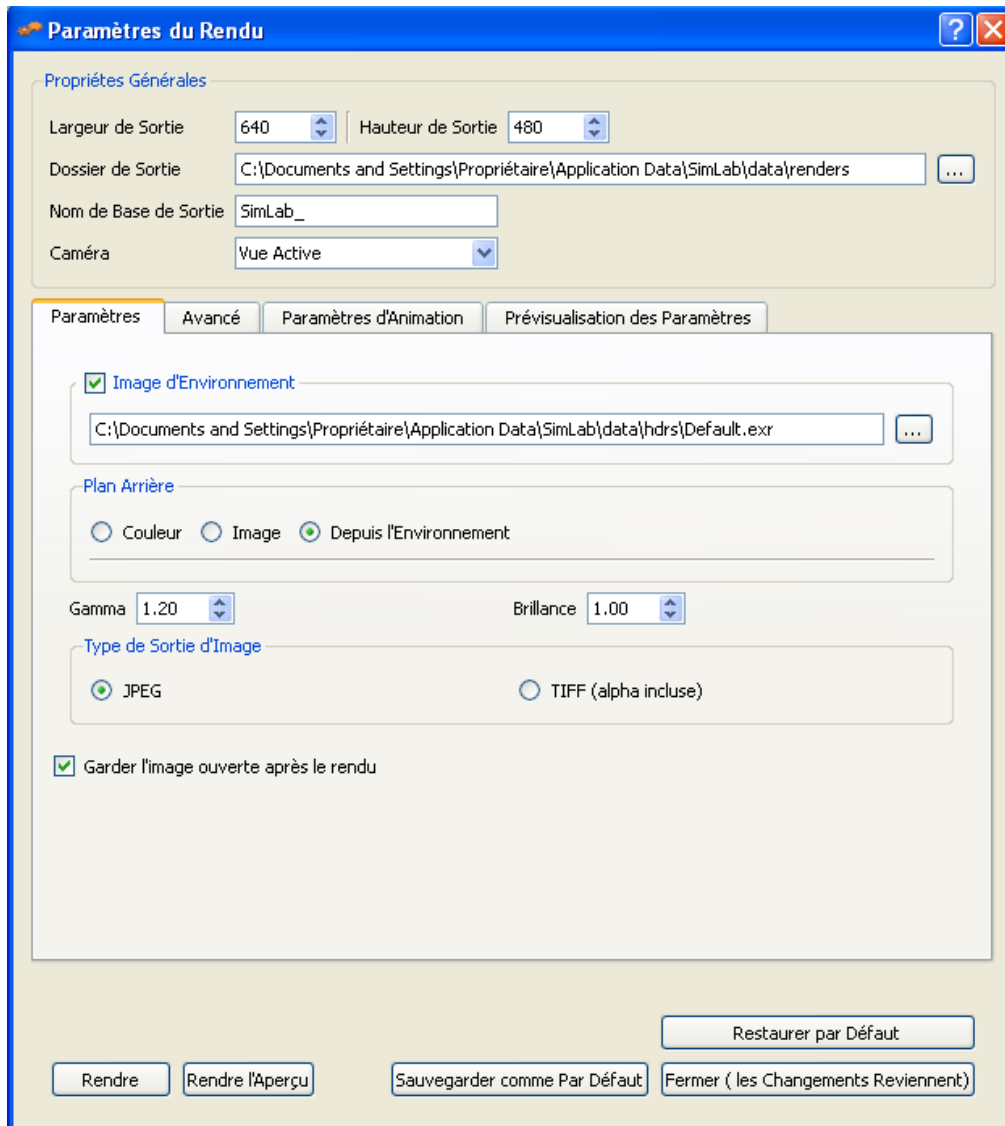 Paramètres du Rendu
Propriétes Générales
Largeur de Sortie 640 Hauteur de Sortie 480
Dossier de Sortie C:\Documents and Settings\Propriétaire\Application Data\SimLab\data\renders ...
Nom de Base de Sortie SimLab_
Caméra Vue Active
Paramètres Avancé Paramètres d'Animation Prévisualisation des Paramètres
Image d'Environnement
C:\Documents and Settings\Propriétaire\Application Data\SimLab\data\hdrs\Default.exr ...
Plan Arrière
Couleur Image Depuis l'Environnement
Gamma 1.20 Brillance 1.00
Type de Sortie d'Image
JPEG TIFF (alpha incluse)
Garder l'image ouverte après le rendu
Restaurer par Défaut
Rendre Rendre l'Aperçu Sauvegarder comme Par Défaut Fermer ( les Changements Reviennent)